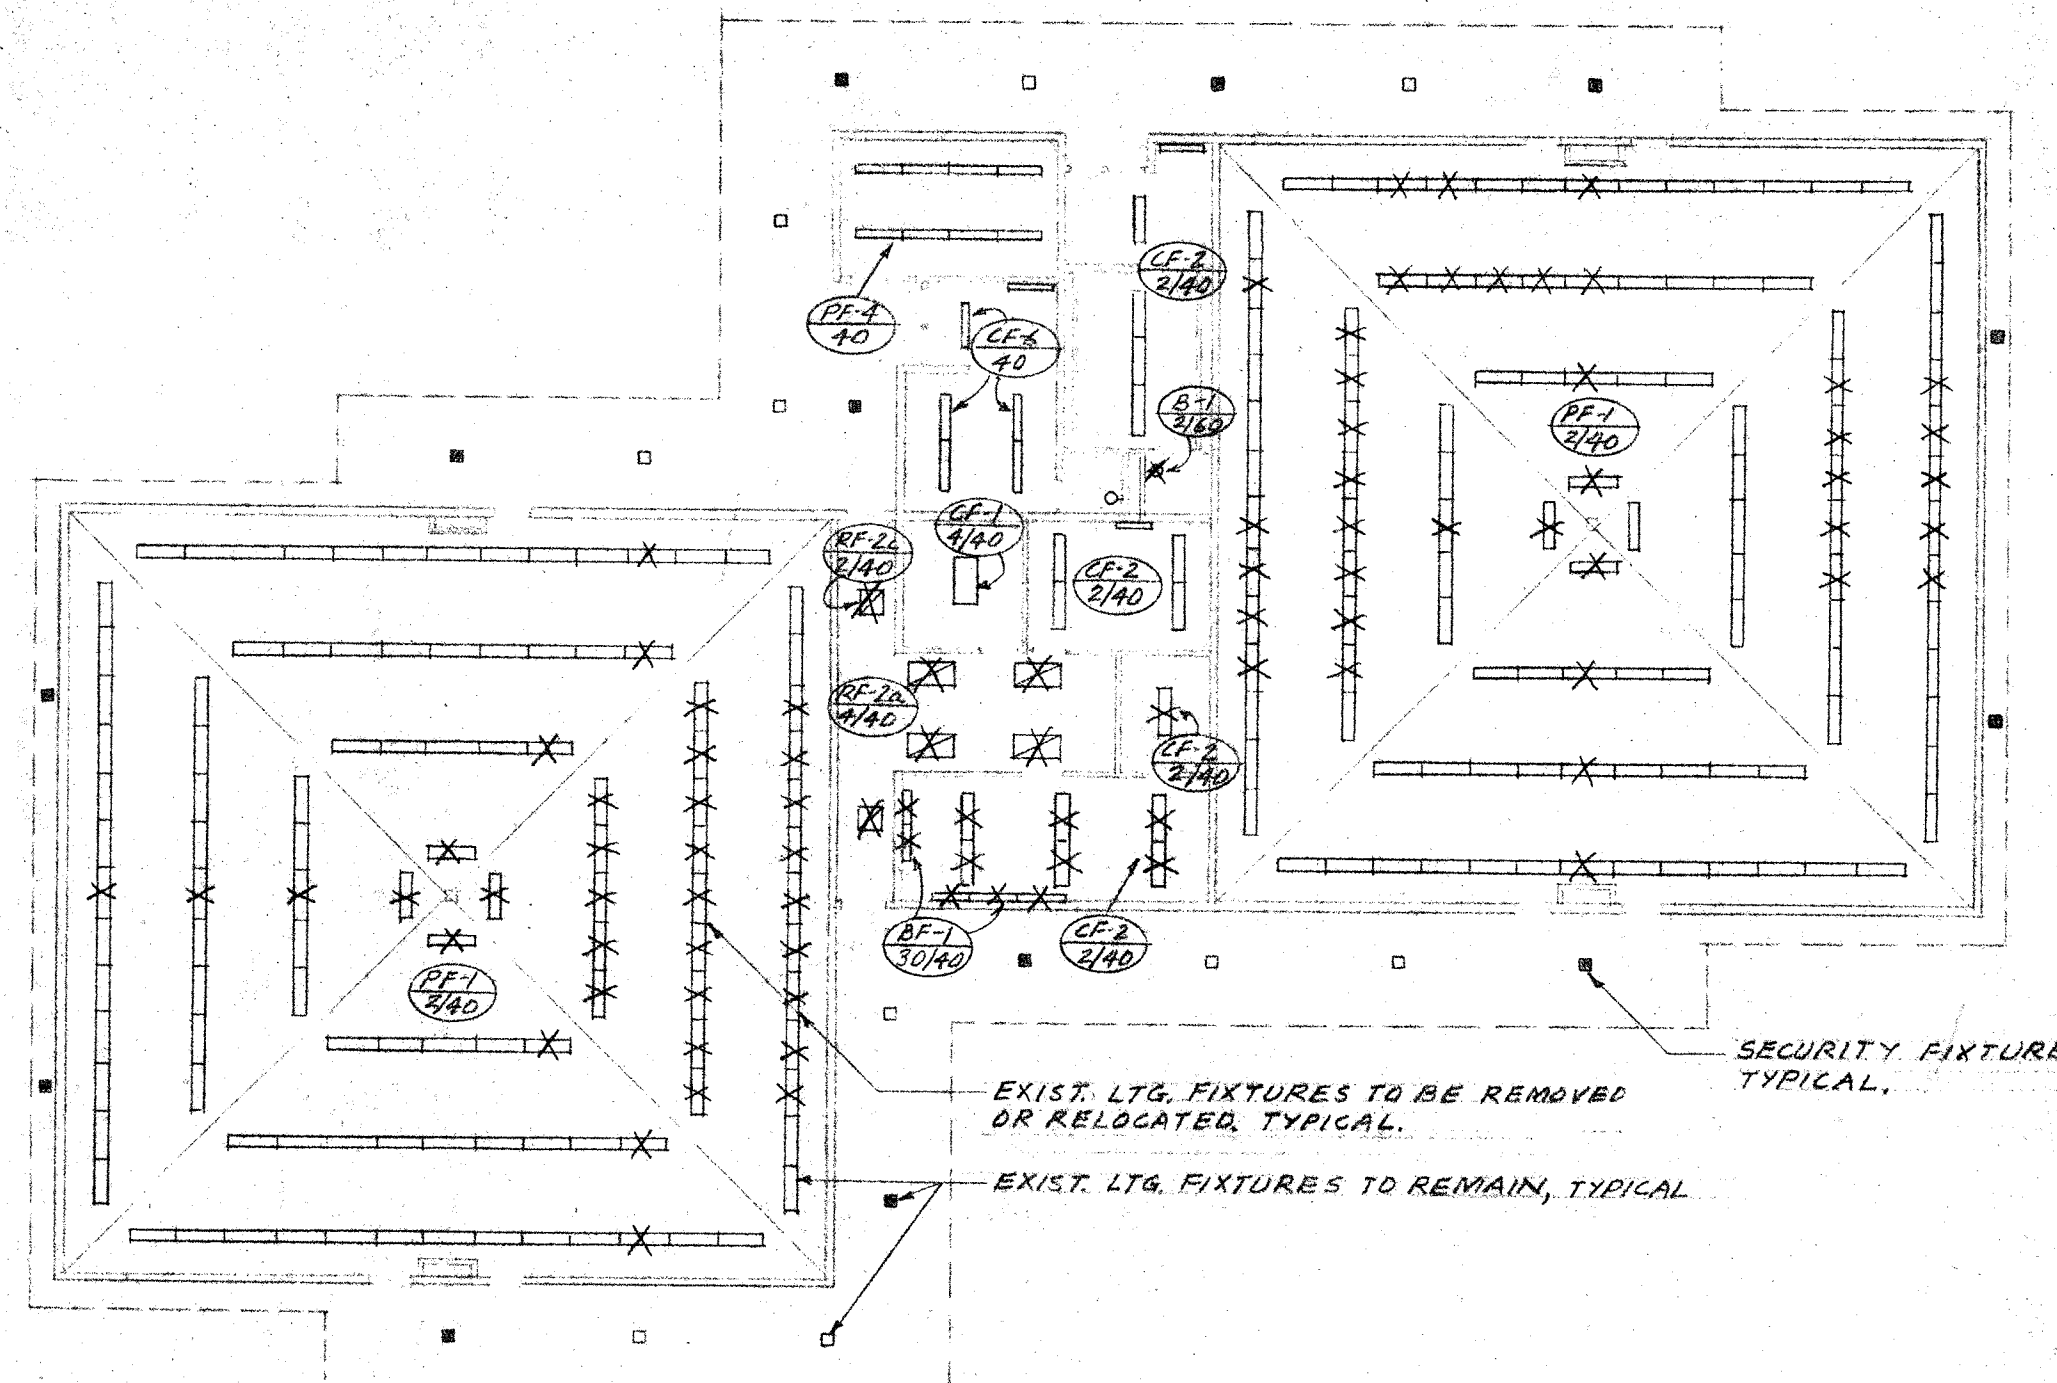 CF-2
2/40
PF-4
40
CF-6
40
B-1
2/60
PF-1
2/40
CF-1
4/40
RF-2a
2/40
CF-2
2/40
RF-2a
4/40
CF-2
2/40
BF-1
30/40
CF-2
2/40
PF-1
2/40
SECURITY FIXTURE
TYPICAL.
EXIST. LTG. FIXTURES TO BE REMOVED
OR RELOCATED. TYPICAL.
EXIST. LTG. FIXTURES TO REMAIN, TYPICAL